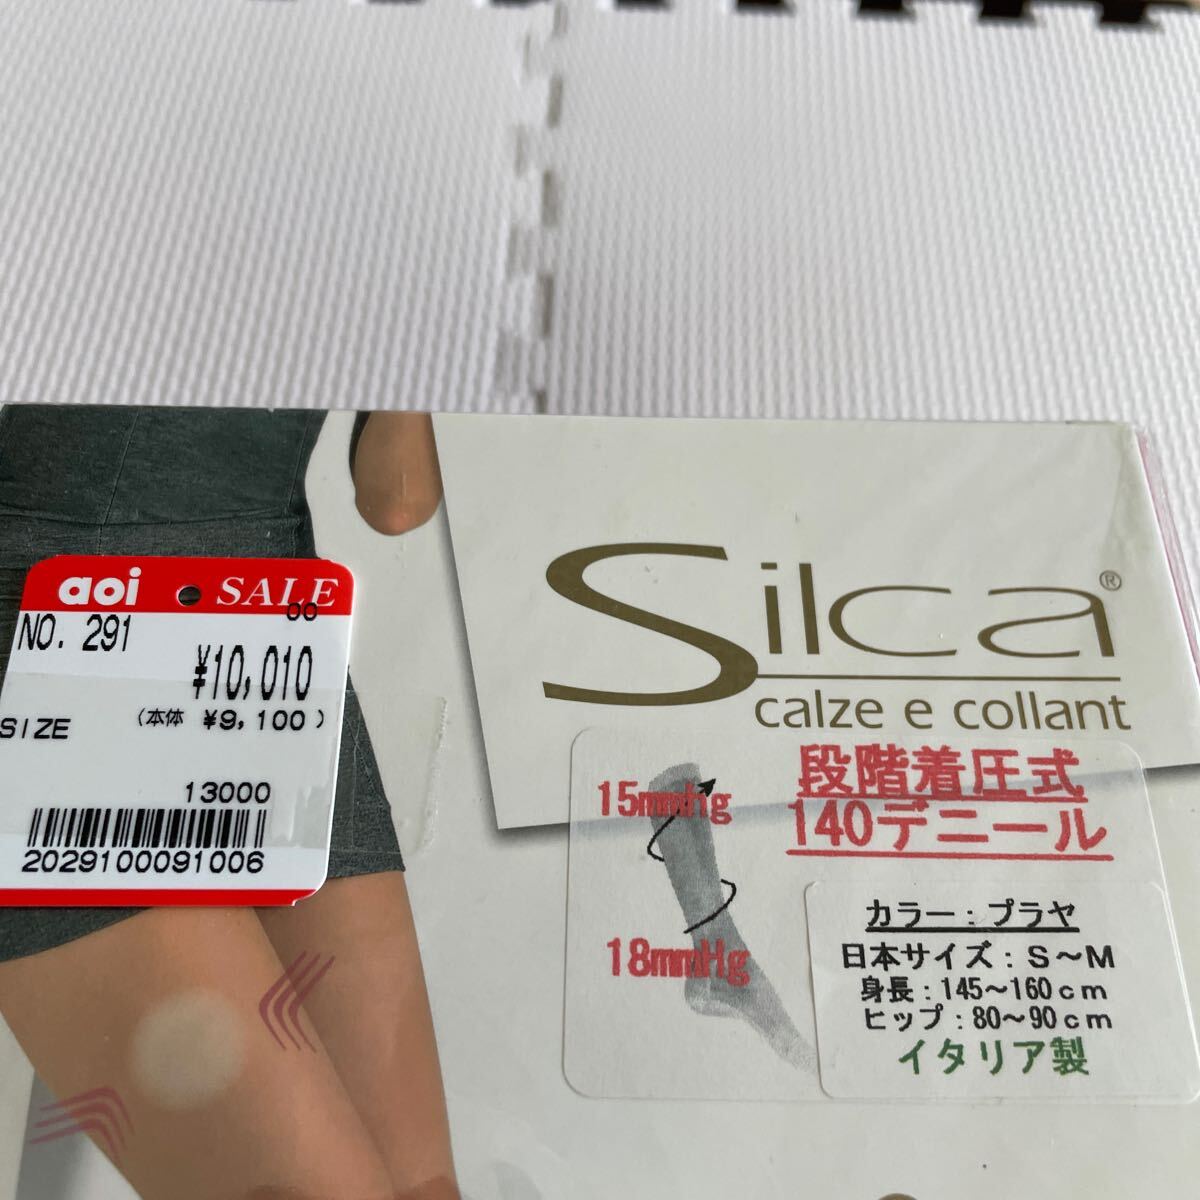 aoi SALE
00
NO. 291
¥10,010
(本体 ¥9,100)
SIZE
13000
2029100091006
Silca®
calze e collant
段階着圧式
140デニール
15mmHg
18mmHg
カラー：プラヤ
日本サイズ：S～M
身長：145～160cm
ヒップ：80～90cm
イタリア製